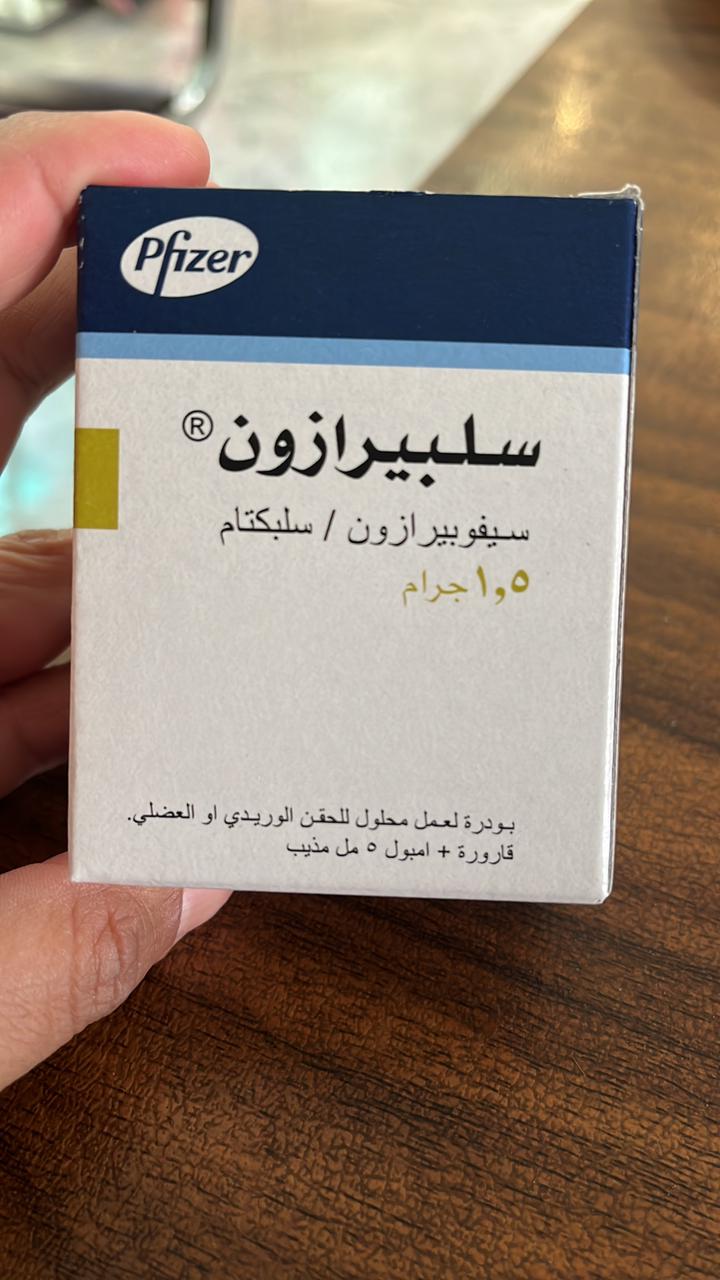 Pfizer
سلبيرازون®
سيفوبيرازون / سلبكتام
١,٥ جرام
بودرة لعمل محلول للحقن الوريدي او العضلي.
قارورة + امبول ٥ مل مذيب